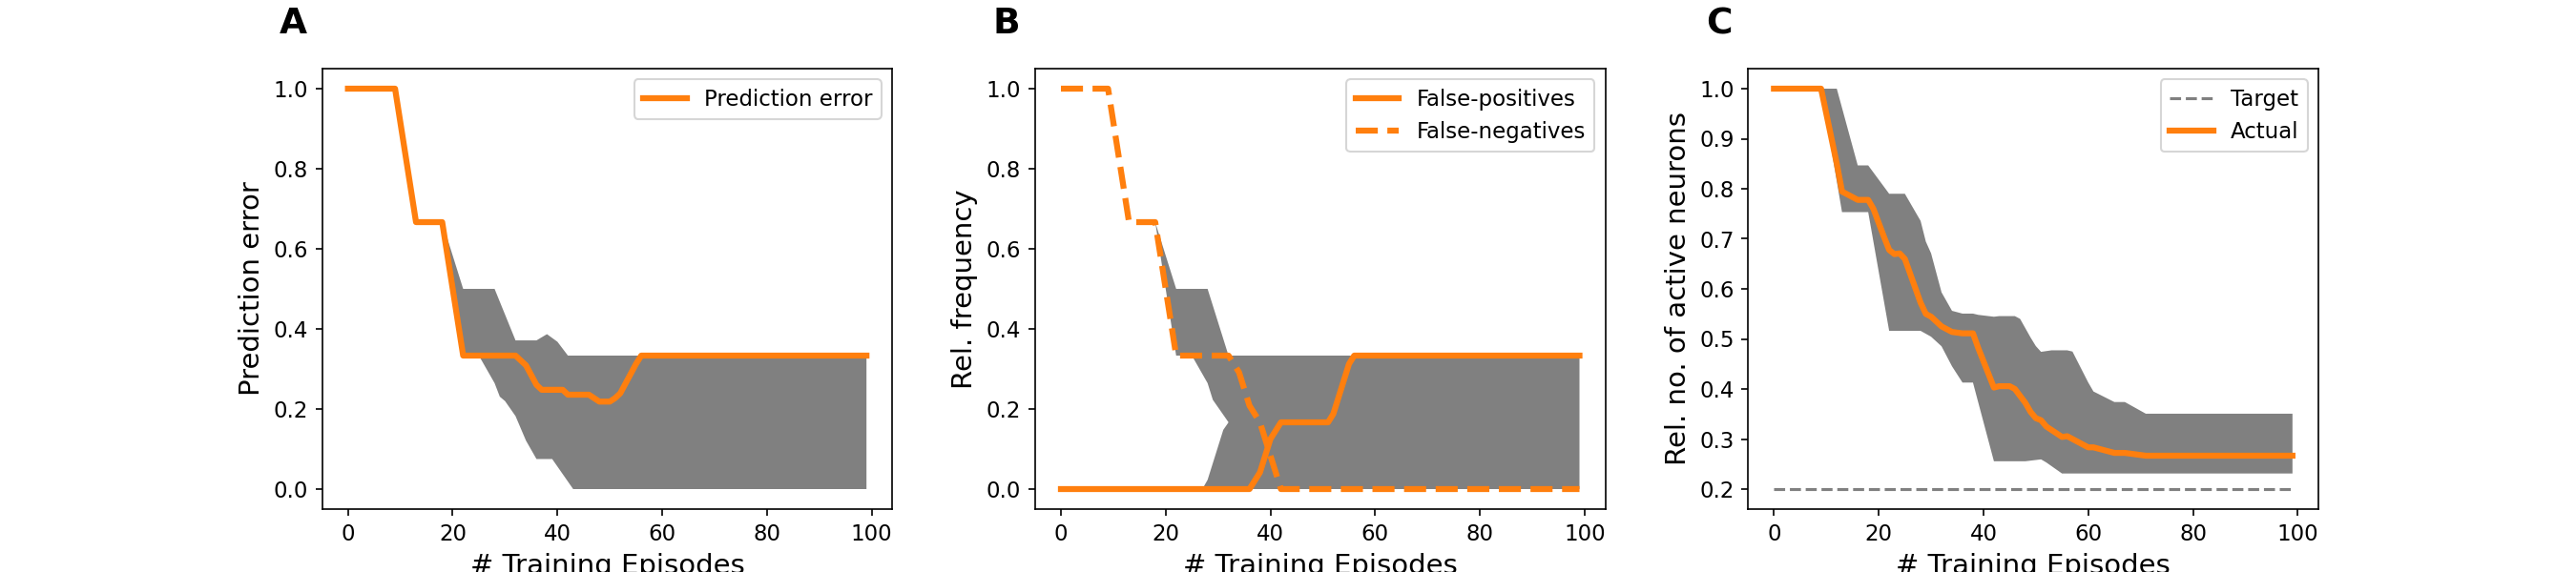 A
Prediction error
1.0
0.8
0.6
0.4
0.2
0.0
Prediction error
0 20 40 60 80 100
# Training Episodes
B
Rel. frequency
1.0
0.8
0.6
0.4
0.2
0.0
False-positives
False-negatives
0 20 40 60 80 100
# Training Episodes
C
Rel. no. of active neurons
1.0
0.9
0.8
0.7
0.6
0.5
0.4
0.3
0.2
Target
Actual
0 20 40 60 80 100
# Training Episodes